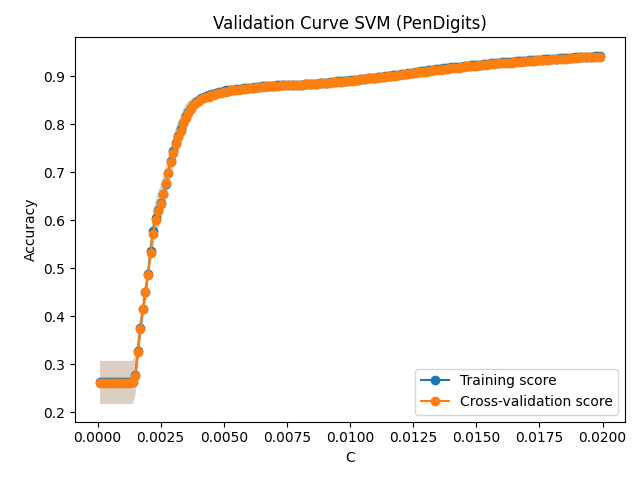 Validation Curve SVM (PenDigits)
Accuracy
0.9
0.8
0.7
0.6
0.5
0.4
0.3
0.2
Training score
Cross-validation score
0.0000 0.0025 0.0050 0.0075 0.0100 0.0125 0.0150 0.0175 0.0200
C